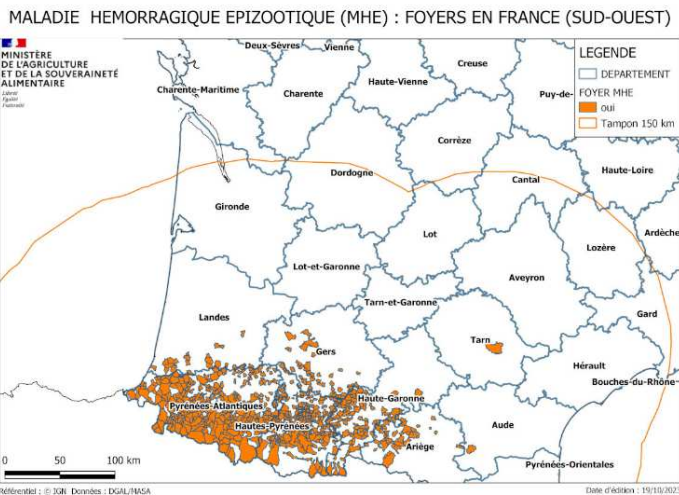 MALADIE HEMORRAGIQUE EPIZOOTIQUE (MHE) : FOYERS EN FRANCE (SUD-OUEST)
MINISTÈRE
DE L'AGRICULTURE
ET DE LA SOUVERAINETÉ
ALIMENTAIRE
Liberté
Égalité
Fraternité
LEGENDE
DEPARTEMENT
FOYER MHE
oui
Tampon 150 km
Deux-Sèvres
Vienne
Creuse
Haute-Vienne
Puy-de-
Charente-Maritime
Charente
Corrèze
Dordogne
Cantal
Haute-Loire
Gironde
Lot
Ardèche
Lozère
Lot-et-Garonne
Aveyron
Tarn-et-Garonne
Landes
Gard
Gers
Tarn
Hérault
Bouches-du-Rhône
Haute-Garonne
Pyrénées-Atlantiques
Hautes-Pyrénées
Aude
Ariège
Pyrénées-Orientales
0 50 100 km
Référentiel : © IGN Données : DGAL/MASA
Date d'édition : 19/10/2023